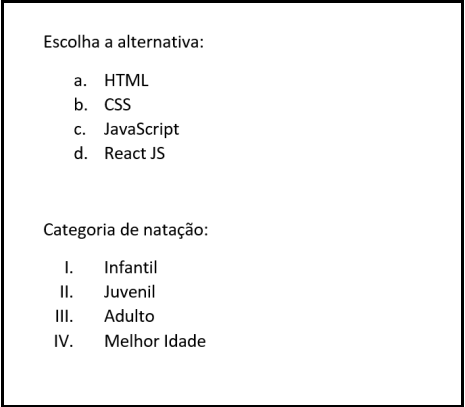 Escolha a alternativa:
a. HTML
b. CSS
c. JavaScript
d. React JS
Categoria de natação:
I. Infantil
II. Juvenil
III. Adulto
IV. Melhor Idade